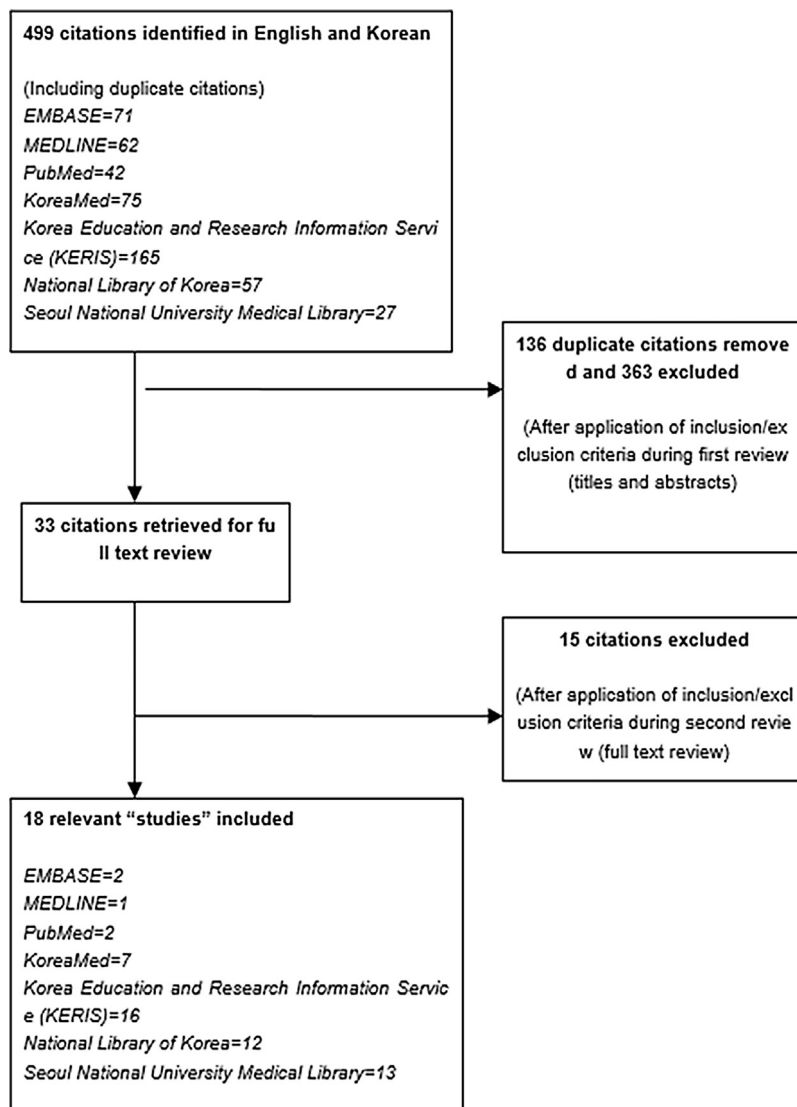 499 citations identified in English and Korean
(Including duplicate citations)
EMBASE=71
MEDLINE=62
PubMed=42
KoreaMed=75
Korea Education and Research Information Servi
ce (KERIS)=165
National Library of Korea=57
Seoul National University Medical Library=27
136 duplicate citations remove
d and 363 excluded
(After application of inclusion/ex
clusion criteria during first review
(titles and abstracts)
33 citations retrieved for fu
ll text review
15 citations excluded
(After application of inclusion/excl
usion criteria during second revie
w (full text review)
18 relevant “studies” included
EMBASE=2
MEDLINE=1
PubMed=2
KoreaMed=7
Korea Education and Research Information Servic
e (KERIS)=16
National Library of Korea=12
Seoul National University Medical Library=13